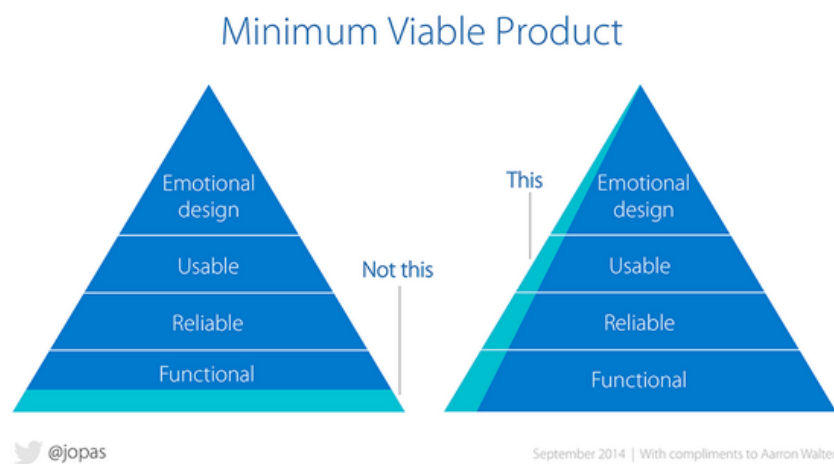 Minimum Viable Product
Emotional
design
Usable
Reliable
Functional
Not this
This
Emotional
design
Usable
Reliable
Functional
@jopas
September 2014 | With compliments to Aarron Walter